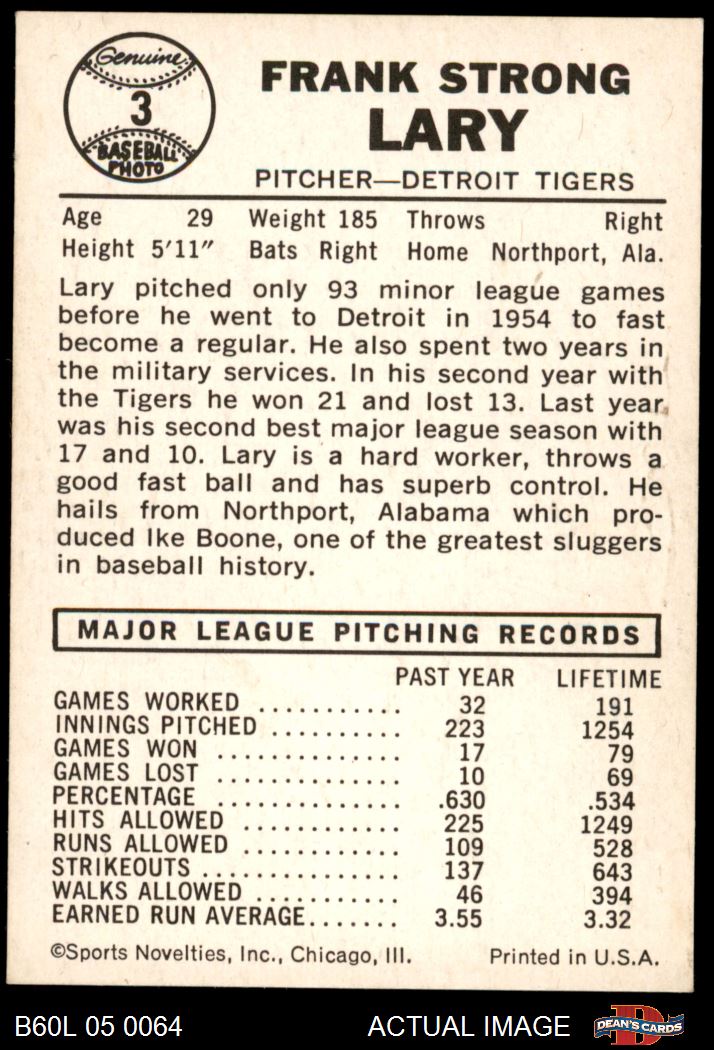 Genuine
3
BASEBALL
PHOTO
FRANK STRONG
LARY
PITCHER—DETROIT TIGERS
Age 29 Weight 185 Throws Right
Height 5'11" Bats Right Home Northport, Ala.
Lary pitched only 93 minor league games
before he went to Detroit in 1954 to fast
become a regular. He also spent two years in
the military services. In his second year with
the Tigers he won 21 and lost 13. Last year
was his second best major league season with
17 and 10. Lary is a hard worker, throws a
good fast ball and has superb control. He
hails from Northport, Alabama which pro-
duced Ike Boone, one of the greatest sluggers
in baseball history.
MAJOR LEAGUE PITCHING RECORDS
PAST YEAR LIFETIME
GAMES WORKED ........... 32 191
INNINGS PITCHED .......... 223 1254
GAMES WON ............... 17 79
GAMES LOST ............... 10 69
PERCENTAGE ............... .630 .534
HITS ALLOWED ............ 225 1249
RUNS ALLOWED ............ 109 528
STRIKEOUTS ................ 137 643
WALKS ALLOWED ........... 46 394
EARNED RUN AVERAGE....... 3.55 3.32
©Sports Novelties, Inc., Chicago, Ill. Printed in U.S.A.
B60L 05 0064 ACTUAL IMAGE D DEAN'S CARDS